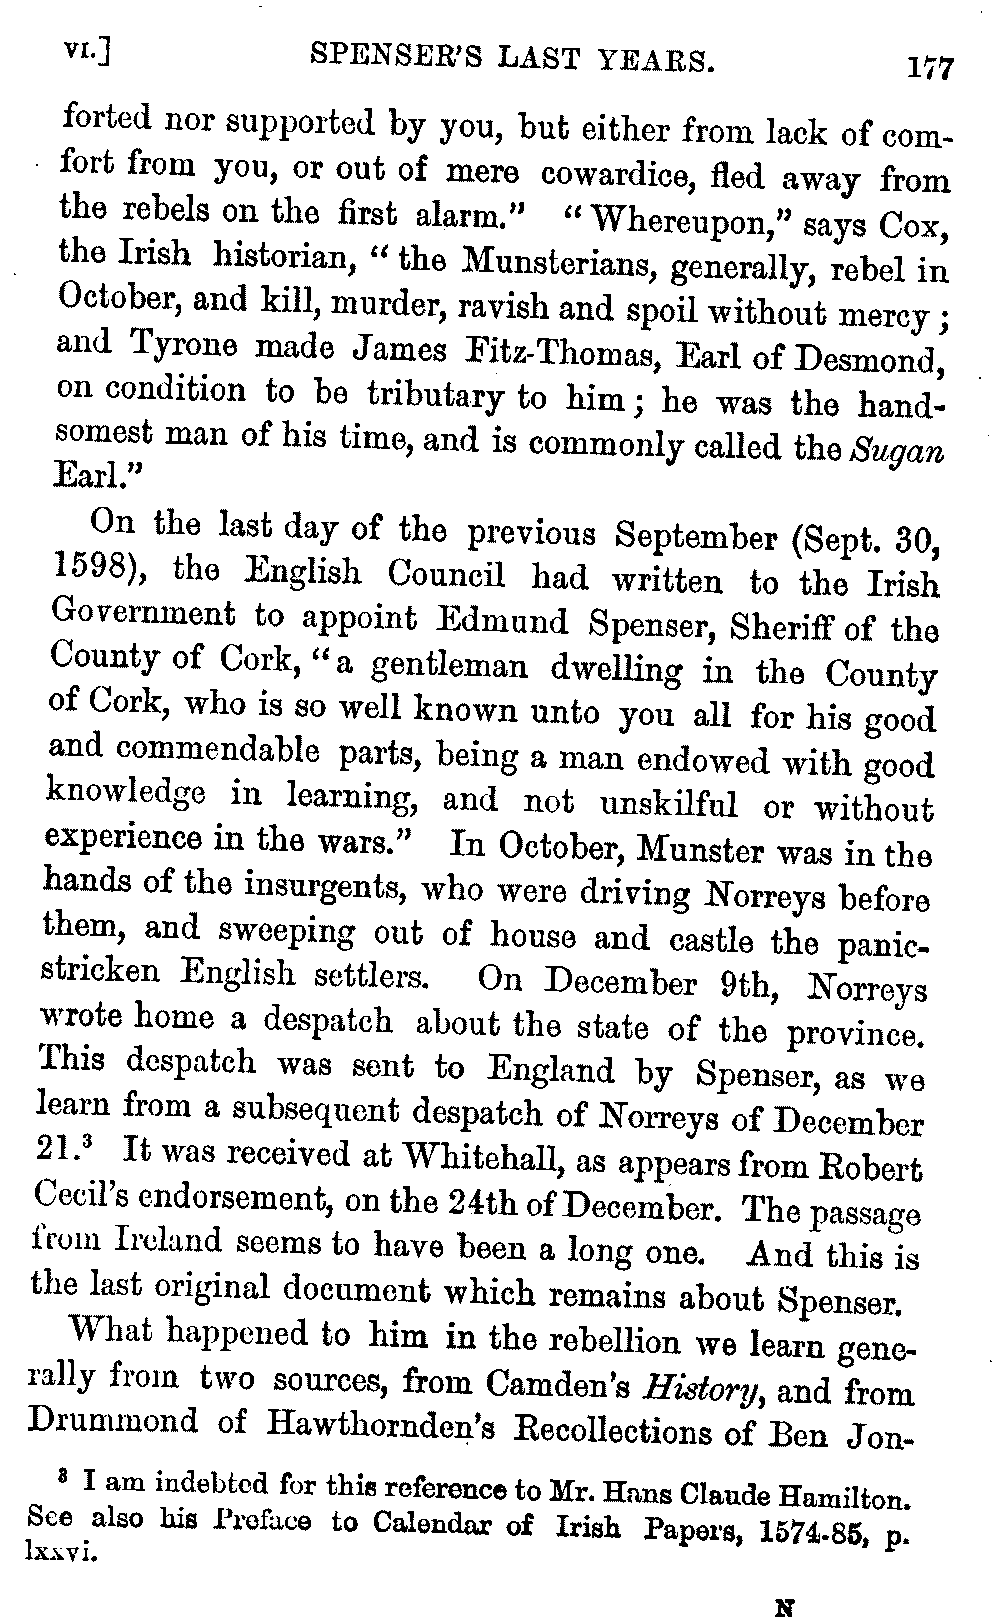 VI.] SPENSER'S LAST YEARS. 177
forted nor supported by you, but either from lack of com-
fort from you, or out of mere cowardice, fled away from
the rebels on the first alarm." "Whereupon," says Cox,
the Irish historian, "the Munsterians, generally, rebel in
October, and kill, murder, ravish and spoil without mercy;
and Tyrone made James Fitz-Thomas, Earl of Desmond,
on condition to be tributary to him; he was the hand-
somest man of his time, and is commonly called the Sugan
Earl."
On the last day of the previous September (Sept. 30,
1598), the English Council had written to the Irish
Government to appoint Edmund Spenser, Sheriff of the
County of Cork, "a gentleman dwelling in the County
of Cork, who is so well known unto you all for his good
and commendable parts, being a man endowed with good
knowledge in learning, and not unskilful or without
experience in the wars." In October, Munster was in the
hands of the insurgents, who were driving Norreys before
them, and sweeping out of house and castle the panic-
stricken English settlers. On December 9th, Norreys
wrote home a despatch about the state of the province.
This despatch was sent to England by Spenser, as we
learn from a subsequent despatch of Norreys of December
21.³ It was received at Whitehall, as appears from Robert
Cecil's endorsement, on the 24th of December. The passage
from Ireland seems to have been a long one. And this is
the last original document which remains about Spenser.
What happened to him in the rebellion we learn gene-
rally from two sources, from Camden's History, and from
Drummond of Hawthornden's Recollections of Ben Jon-
³ I am indebted for this reference to Mr. Hans Claude Hamilton.
See also his Preface to Calendar of Irish Papers, 1574-85, p.
lxxvi.
N